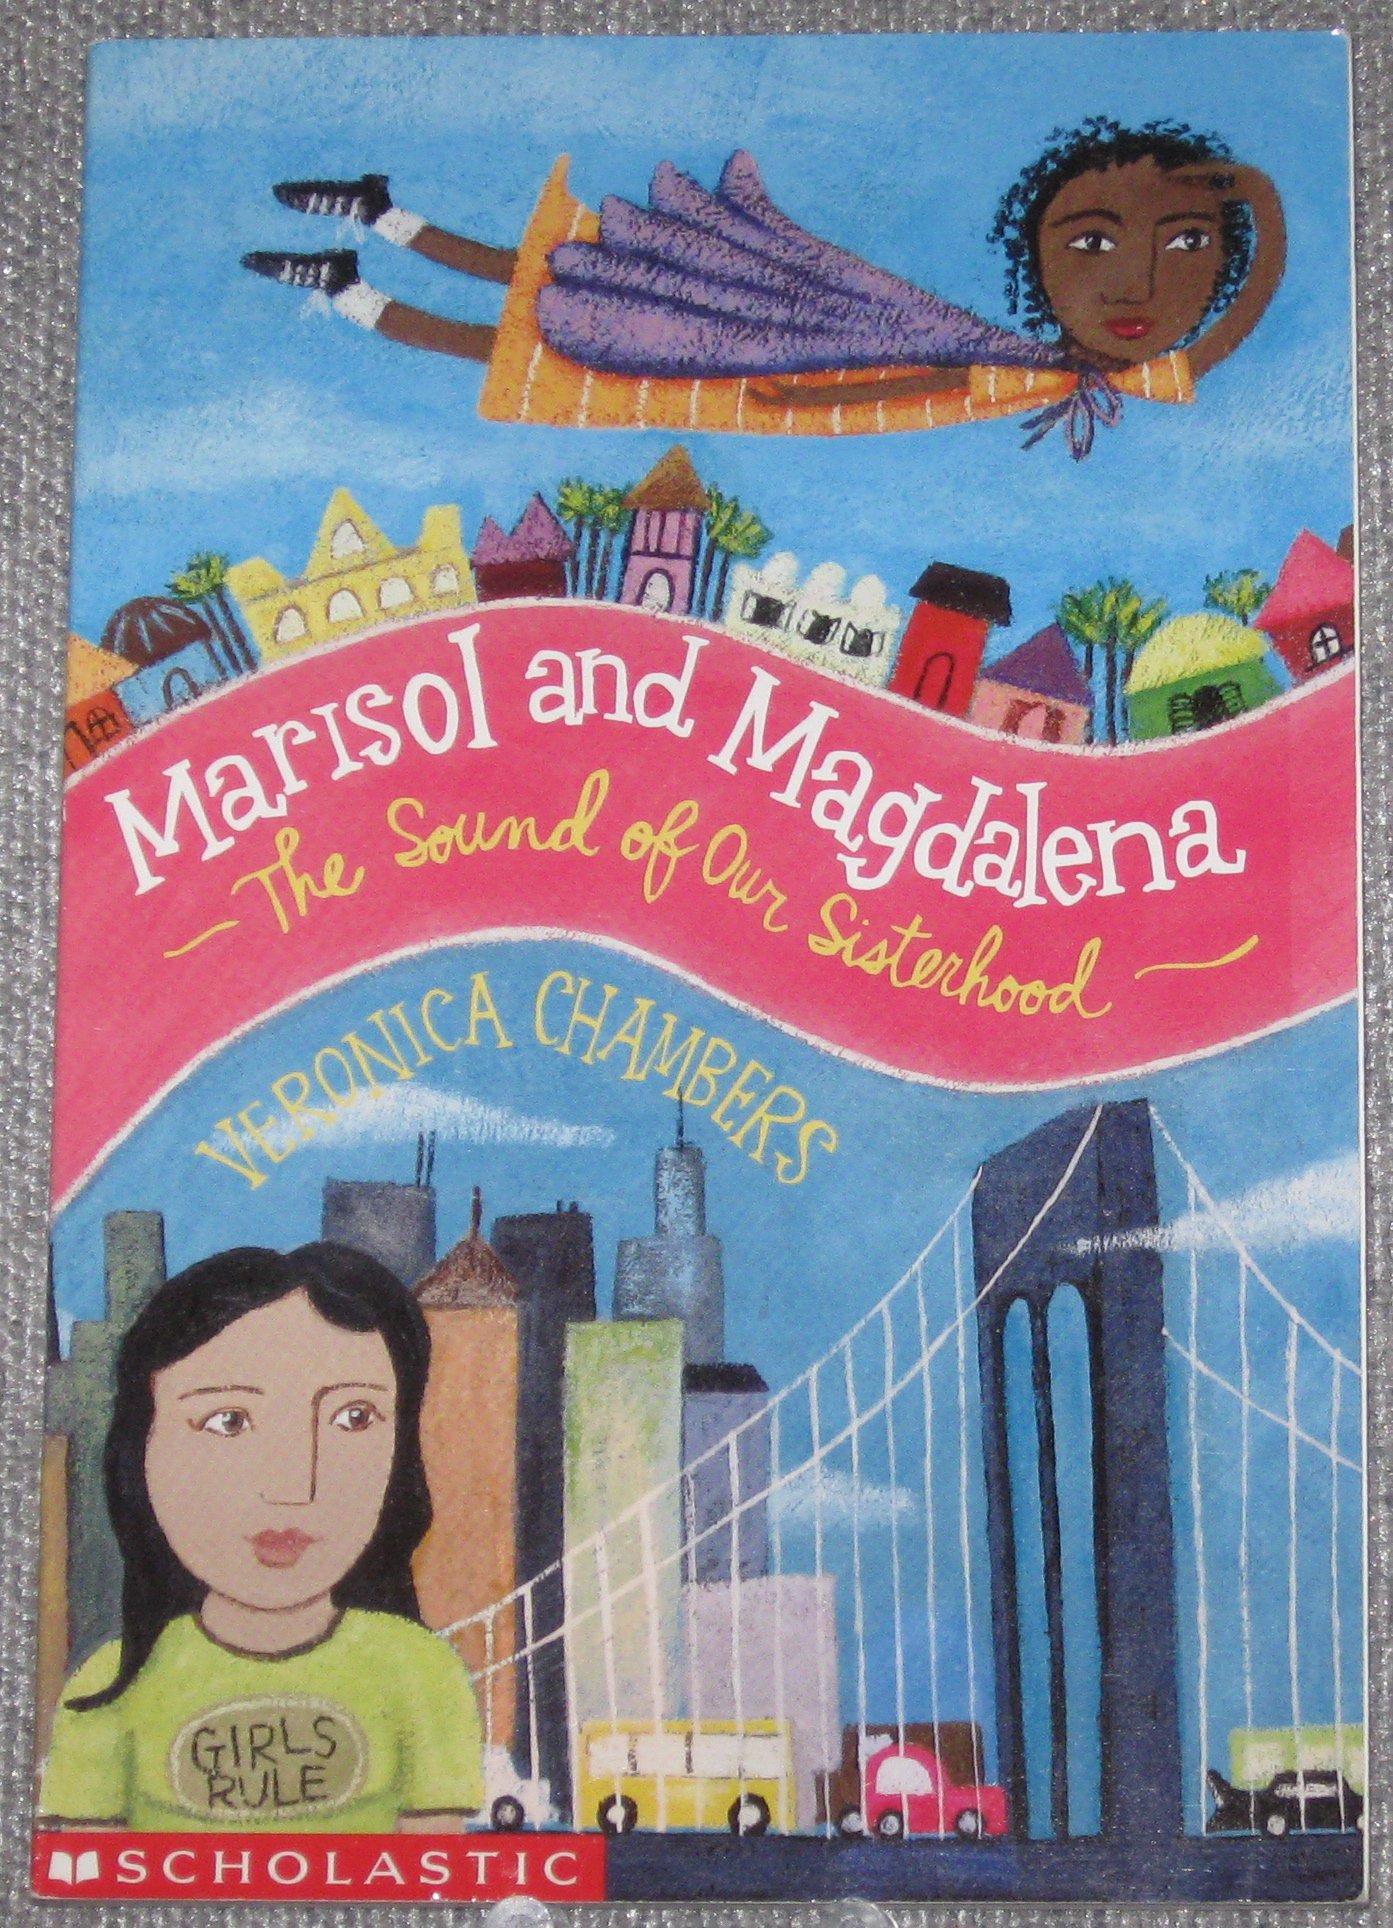 Marisol and Magdalena
— The Sound of Our Sisterhood —
VERONICA CHAMBERS
GIRLS
RULE
SCHOLASTIC